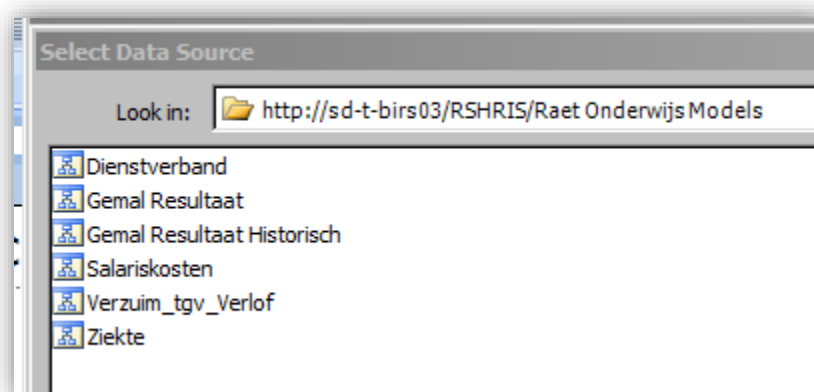 Select Data Source
Look in: http://sd-t-birs03/RSHRIS/Raet Onderwijs Models
Dienstverband
Gemal Resultaat
Gemal Resultaat Historisch
Salariskosten
Verzuim_tgv_Verlof
Ziekte